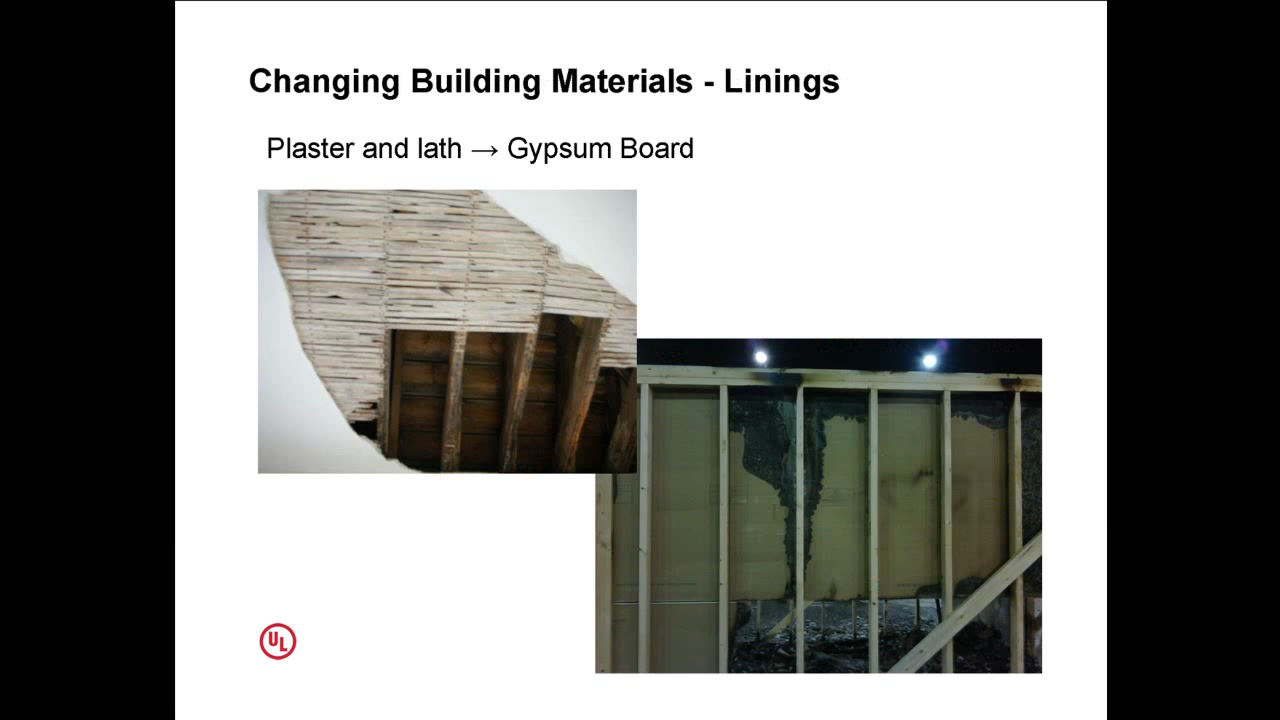 Changing Building Materials - Linings
Plaster and lath → Gypsum Board
UL